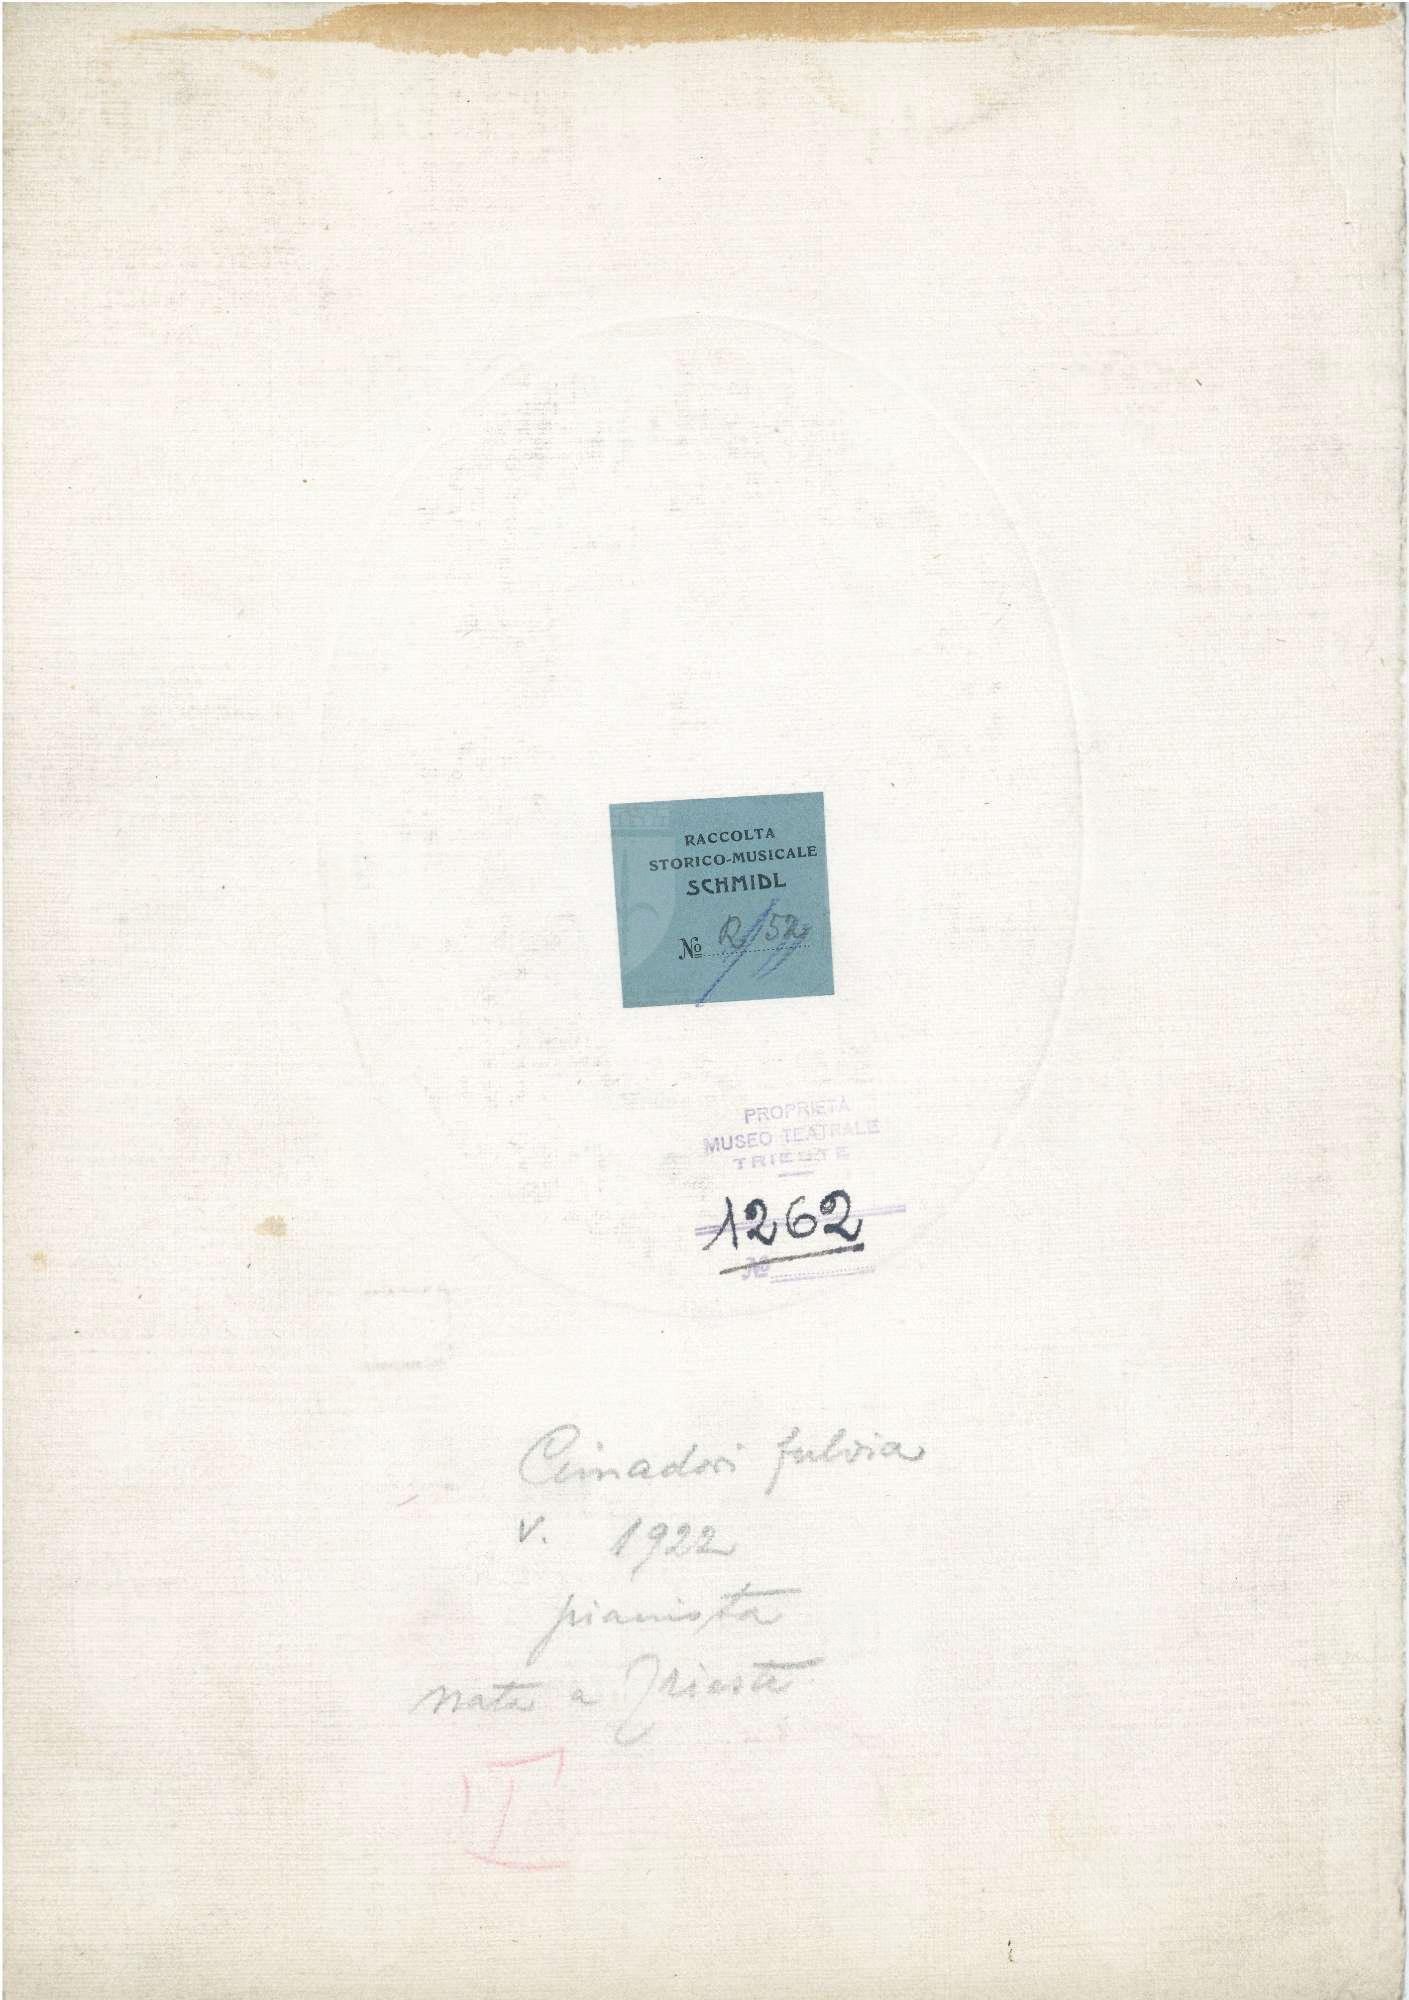 RACCOLTA
STORICO-MUSICALE
SCHMIDL
No R/52
PROPRIETÀ
MUSEO TEATRALE
TRIESTE
1262
No
Cimadori fulvia
v. 1922
pianista
nata a Trieste
I